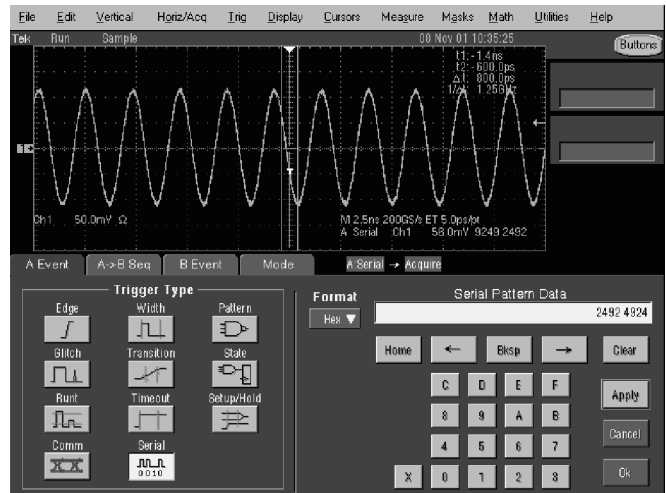 File Edit Vertical Horiz/Acq Trig Display Cursors Measure Masks Math Utilities Help
Tek Run Sample 08 Nov 01 10:35:25 Buttons
t1: -1.4ns
t2: -600.0ps
Δt: 800.0ps
1/Δt: 1.25GHz
1
Ch1 50.0mV Ω M 2.5ns 200GS/s ET 5.0ps/pt
A Serial Ch1 56.0mV 9249 2492
A Event A->B Seq B Event Mode A:Serial → Acquire
Trigger Type Format Serial Pattern Data
Edge Width Pattern Hex 2492 4924
Glitch Transition State Home ← Bksp → Clear
Runt Timeout Setup/Hold C D E F Apply
8 9 A B
Comm Serial 4 5 6 7 Cancel
0010 X 0 1 2 3 Ok